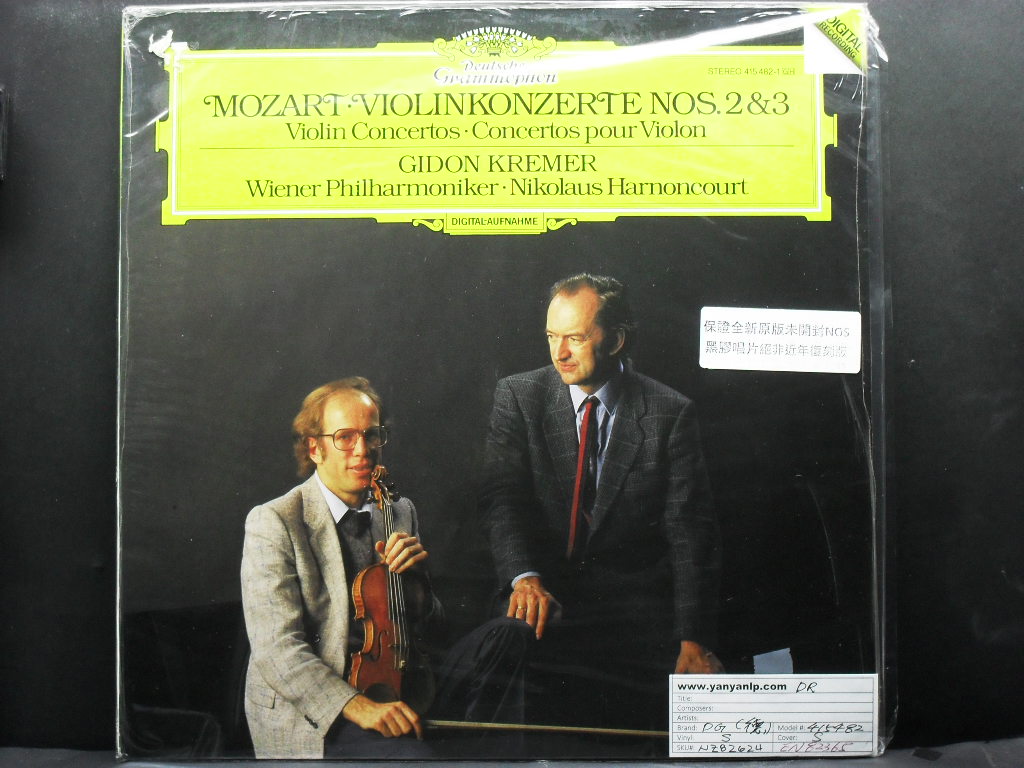 Deutsche
Grammophon
DIGITAL
RECORDING
STEREO 415 482-1 GH
MOZART · VIOLINKONZERTE NOS. 2 & 3
Violin Concertos · Concertos pour Violon
GIDON KREMER
Wiener Philharmoniker · Nikolaus Harnoncourt
DIGITAL-AUFNAHME
保證全新原版未開封NGS
黑膠唱片絕非近年復刻版
www.yanyanlp.com DR
Title:
Composers:
Artists:
Brand: DG Model #: 415482
Vinyl: S Cover: S
SKU# NZB2624 EN82368